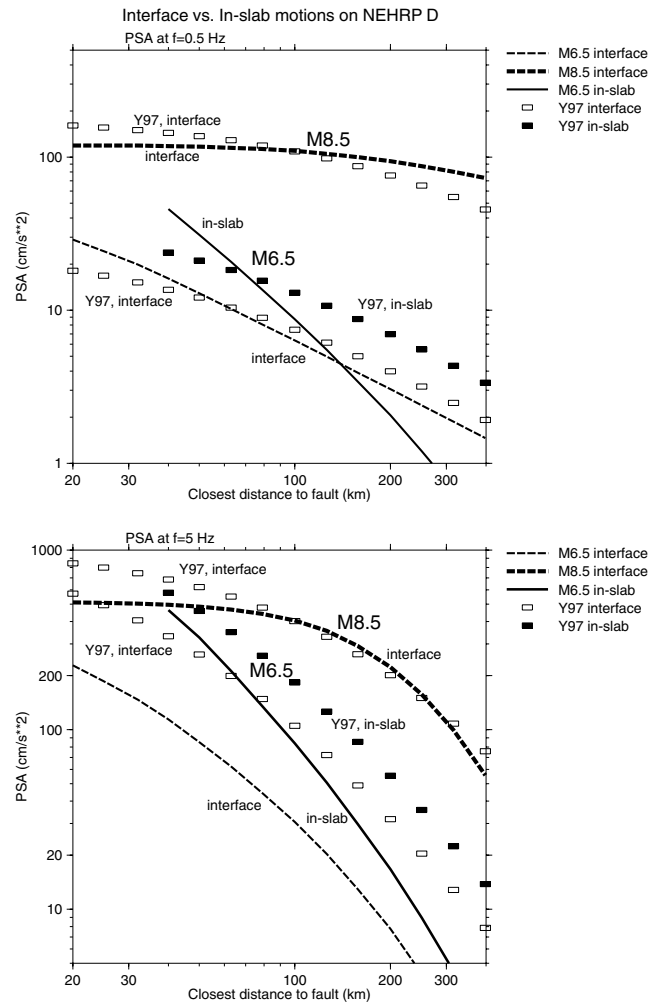 Interface vs. In-slab motions on NEHRP D
PSA at f=0.5 Hz
M6.5 interface
M8.5 interface
M6.5 in-slab
Y97 interface
Y97 in-slab
Y97, interface
M8.5
interface
in-slab
M6.5
Y97, in-slab
Y97, interface
interface
100
10
1
PSA (cm/s**2)
20
30
100
200
300
Closest distance to fault (km)
PSA at f=5 Hz
M6.5 interface
M8.5 interface
M6.5 in-slab
Y97 interface
Y97 in-slab
Y97, interface
M8.5
interface
Y97, interface
M6.5
Y97, in-slab
interface
in-slab
1000
200
100
20
10
PSA (cm/s**2)
20
30
100
200
300
Closest distance to fault (km)